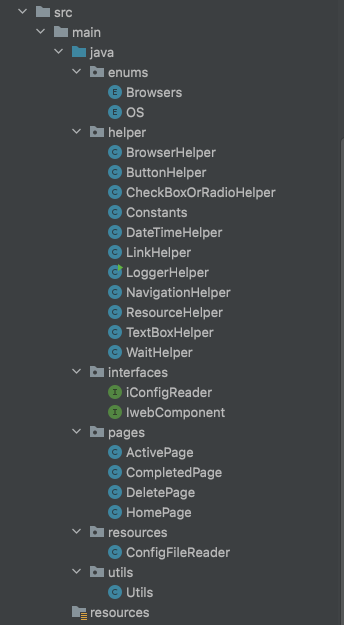 src
main
java
enums
Browsers
OS
helper
BrowserHelper
ButtonHelper
CheckBoxOrRadioHelper
Constants
DateTimeHelper
LinkHelper
LoggerHelper
NavigationHelper
ResourceHelper
TextBoxHelper
WaitHelper
interfaces
iConfigReader
IwebComponent
pages
ActivePage
CompletedPage
DeletePage
HomePage
resources
ConfigFileReader
utils
Utils
resources